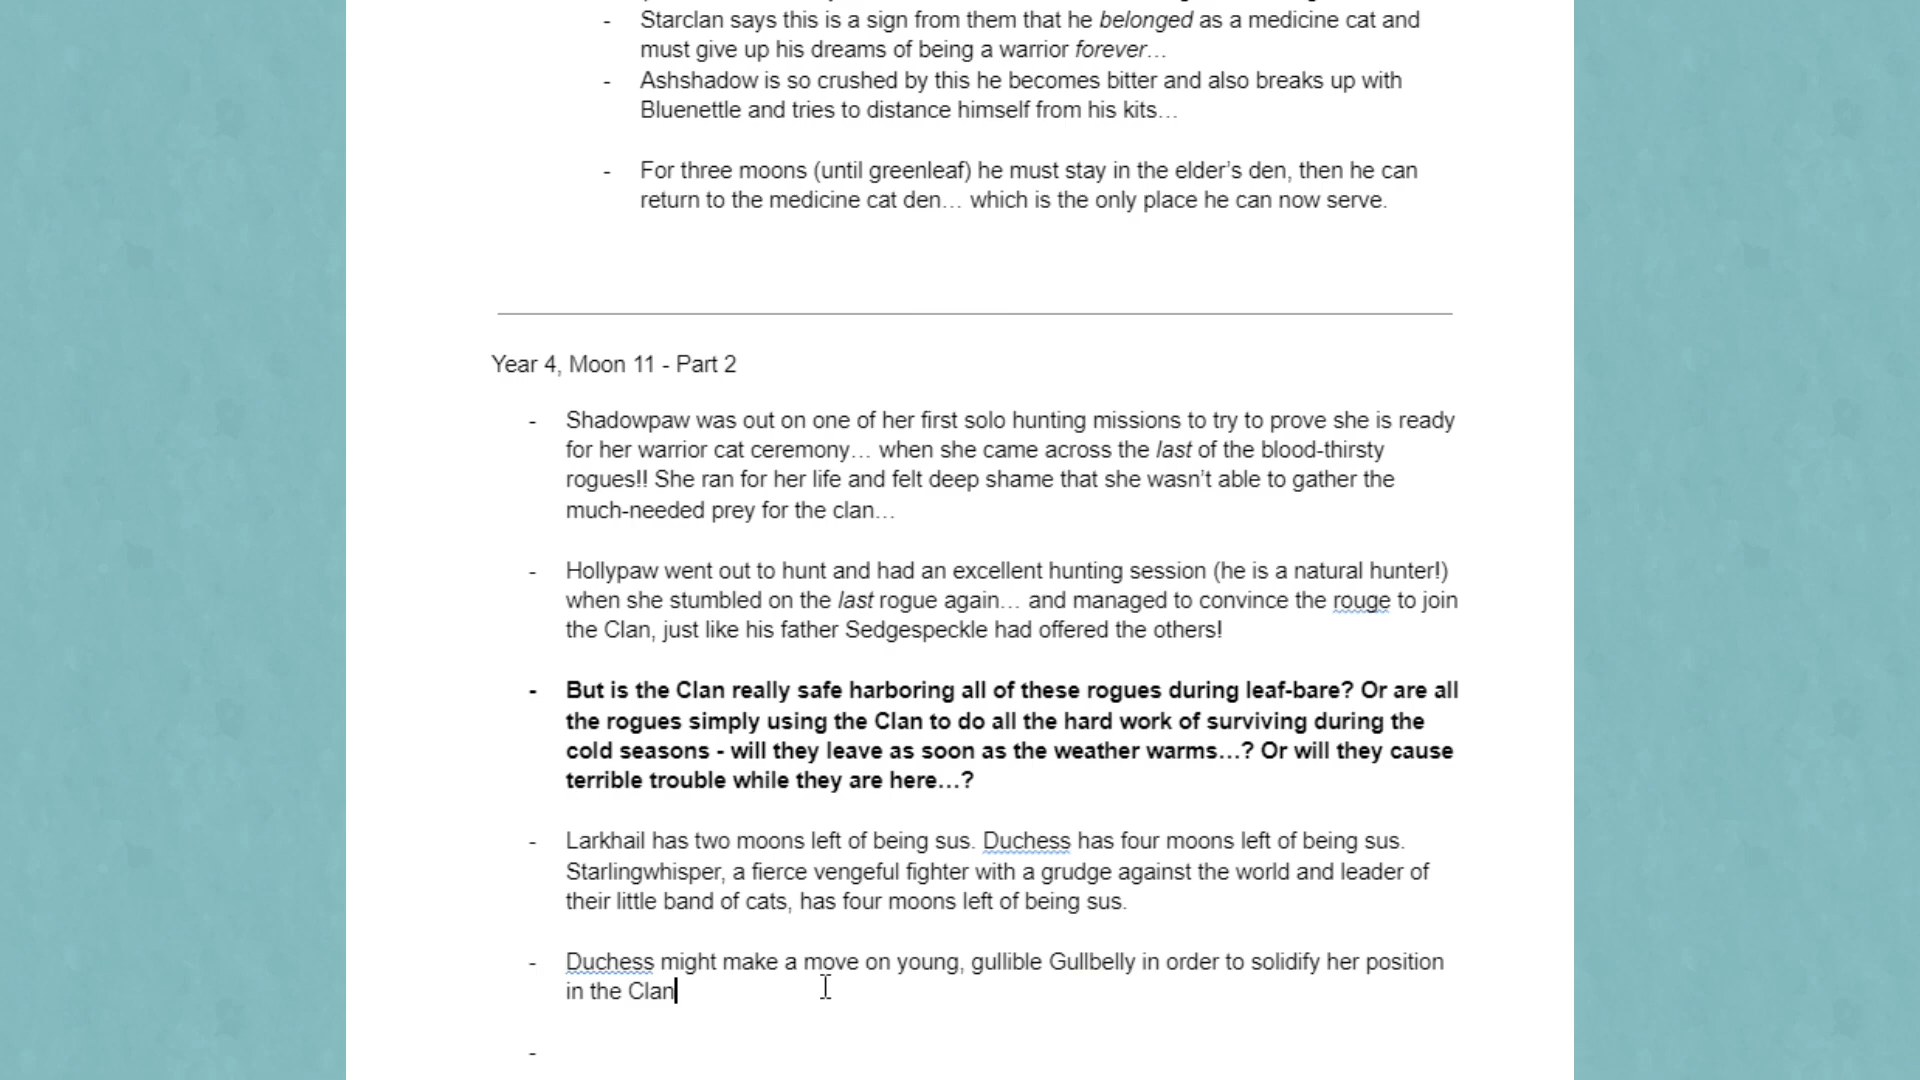 - Starclan says this is a sign from them that he belonged as a medicine cat and
must give up his dreams of being a warrior forever…
- Ashshadow is so crushed by this he becomes bitter and also breaks up with
Bluenettle and tries to distance himself from his kits…
- For three moons (until greenleaf) he must stay in the elder's den, then he can
return to the medicine cat den… which is the only place he can now serve.
Year 4, Moon 11 - Part 2
- Shadowpaw was out on one of her first solo hunting missions to try to prove she is ready
for her warrior cat ceremony… when she came across the last of the blood-thirsty
rogues!! She ran for her life and felt deep shame that she wasn't able to gather the
much-needed prey for the clan…
- Hollypaw went out to hunt and had an excellent hunting session (he is a natural hunter!)
when she stumbled on the last rogue again… and managed to convince the rouge to join
the Clan, just like his father Sedgespeckle had offered the others!
- But is the Clan really safe harboring all of these rogues during leaf-bare? Or are all
the rogues simply using the Clan to do all the hard work of surviving during the
cold seasons - will they leave as soon as the weather warms…? Or will they cause
terrible trouble while they are here…?
- Larkhail has two moons left of being sus. Duchess has four moons left of being sus.
Starlingwhisper, a fierce vengeful fighter with a grudge against the world and leader of
their little band of cats, has four moons left of being sus.
- Duchess might make a move on young, gullible Gullbelly in order to solidify her position
in the Clan
-